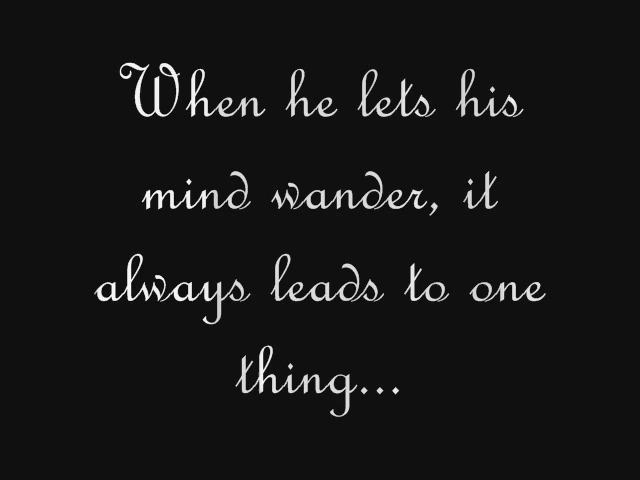 When he lets his
mind wander, it
always leads to one
thing...